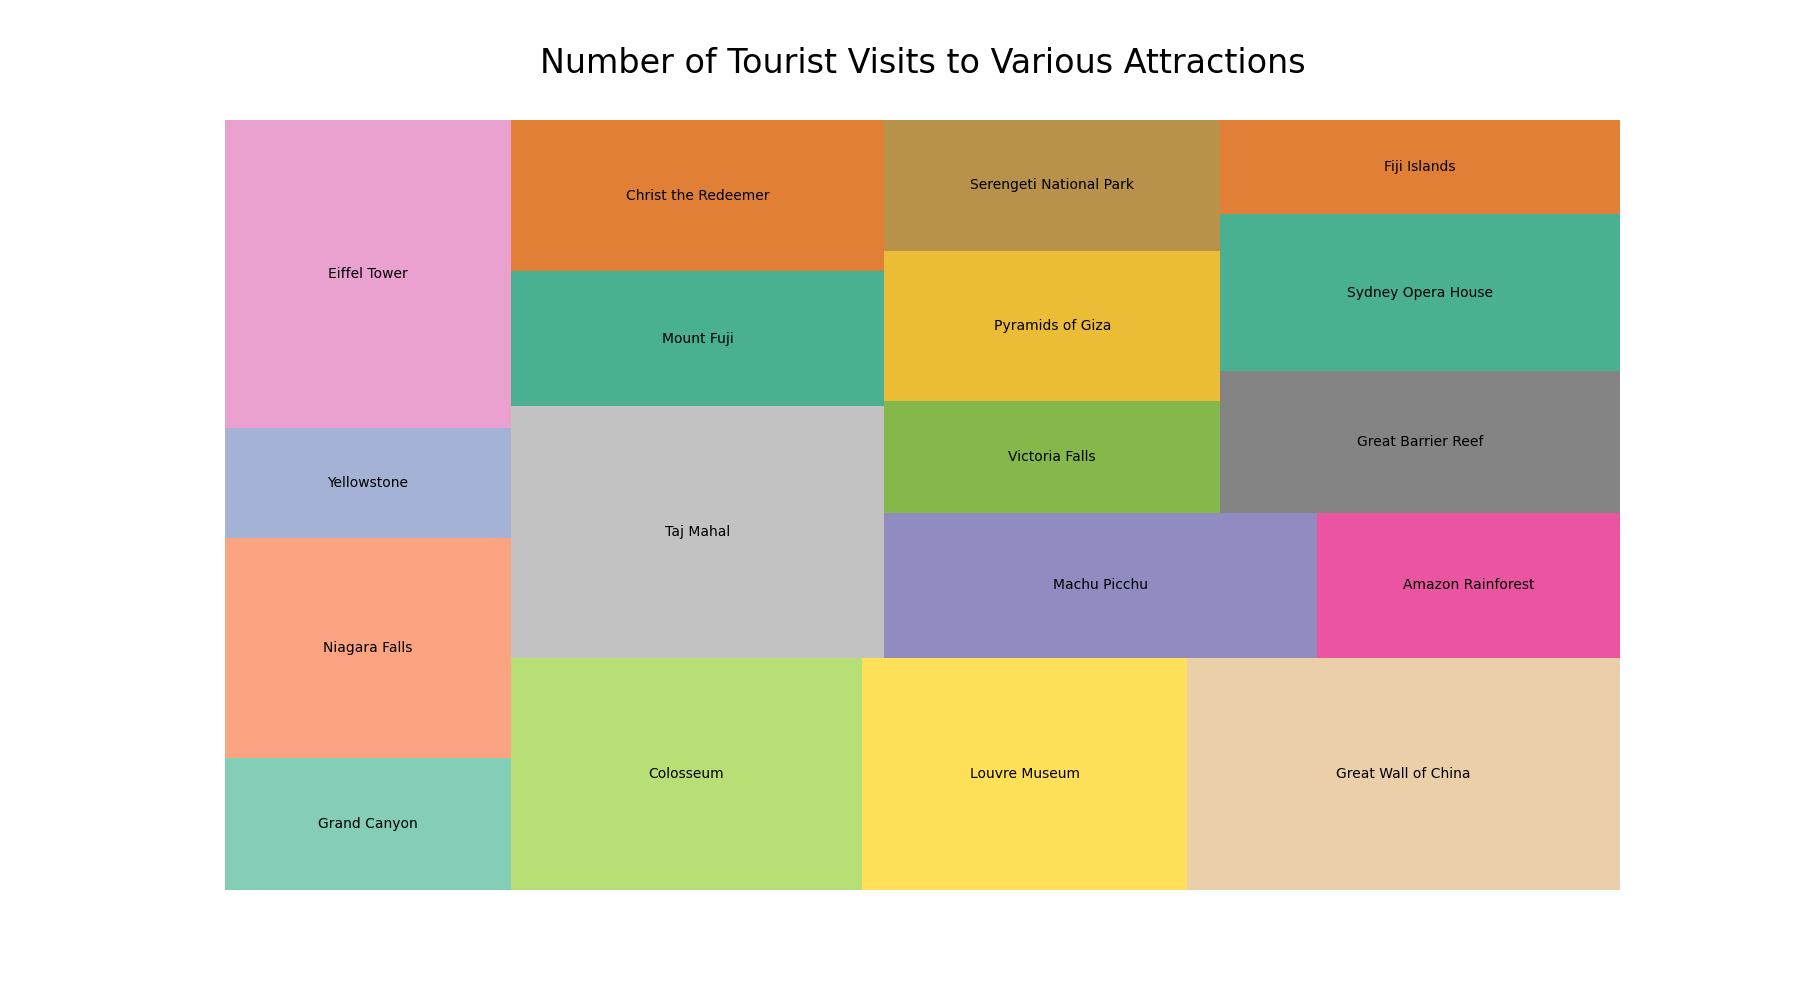 Number of Tourist Visits to Various Attractions
Eiffel Tower
Yellowstone
Niagara Falls
Grand Canyon
Christ the Redeemer
Mount Fuji
Taj Mahal
Serengeti National Park
Pyramids of Giza
Victoria Falls
Fiji Islands
Sydney Opera House
Great Barrier Reef
Machu Picchu
Amazon Rainforest
Colosseum
Louvre Museum
Great Wall of China